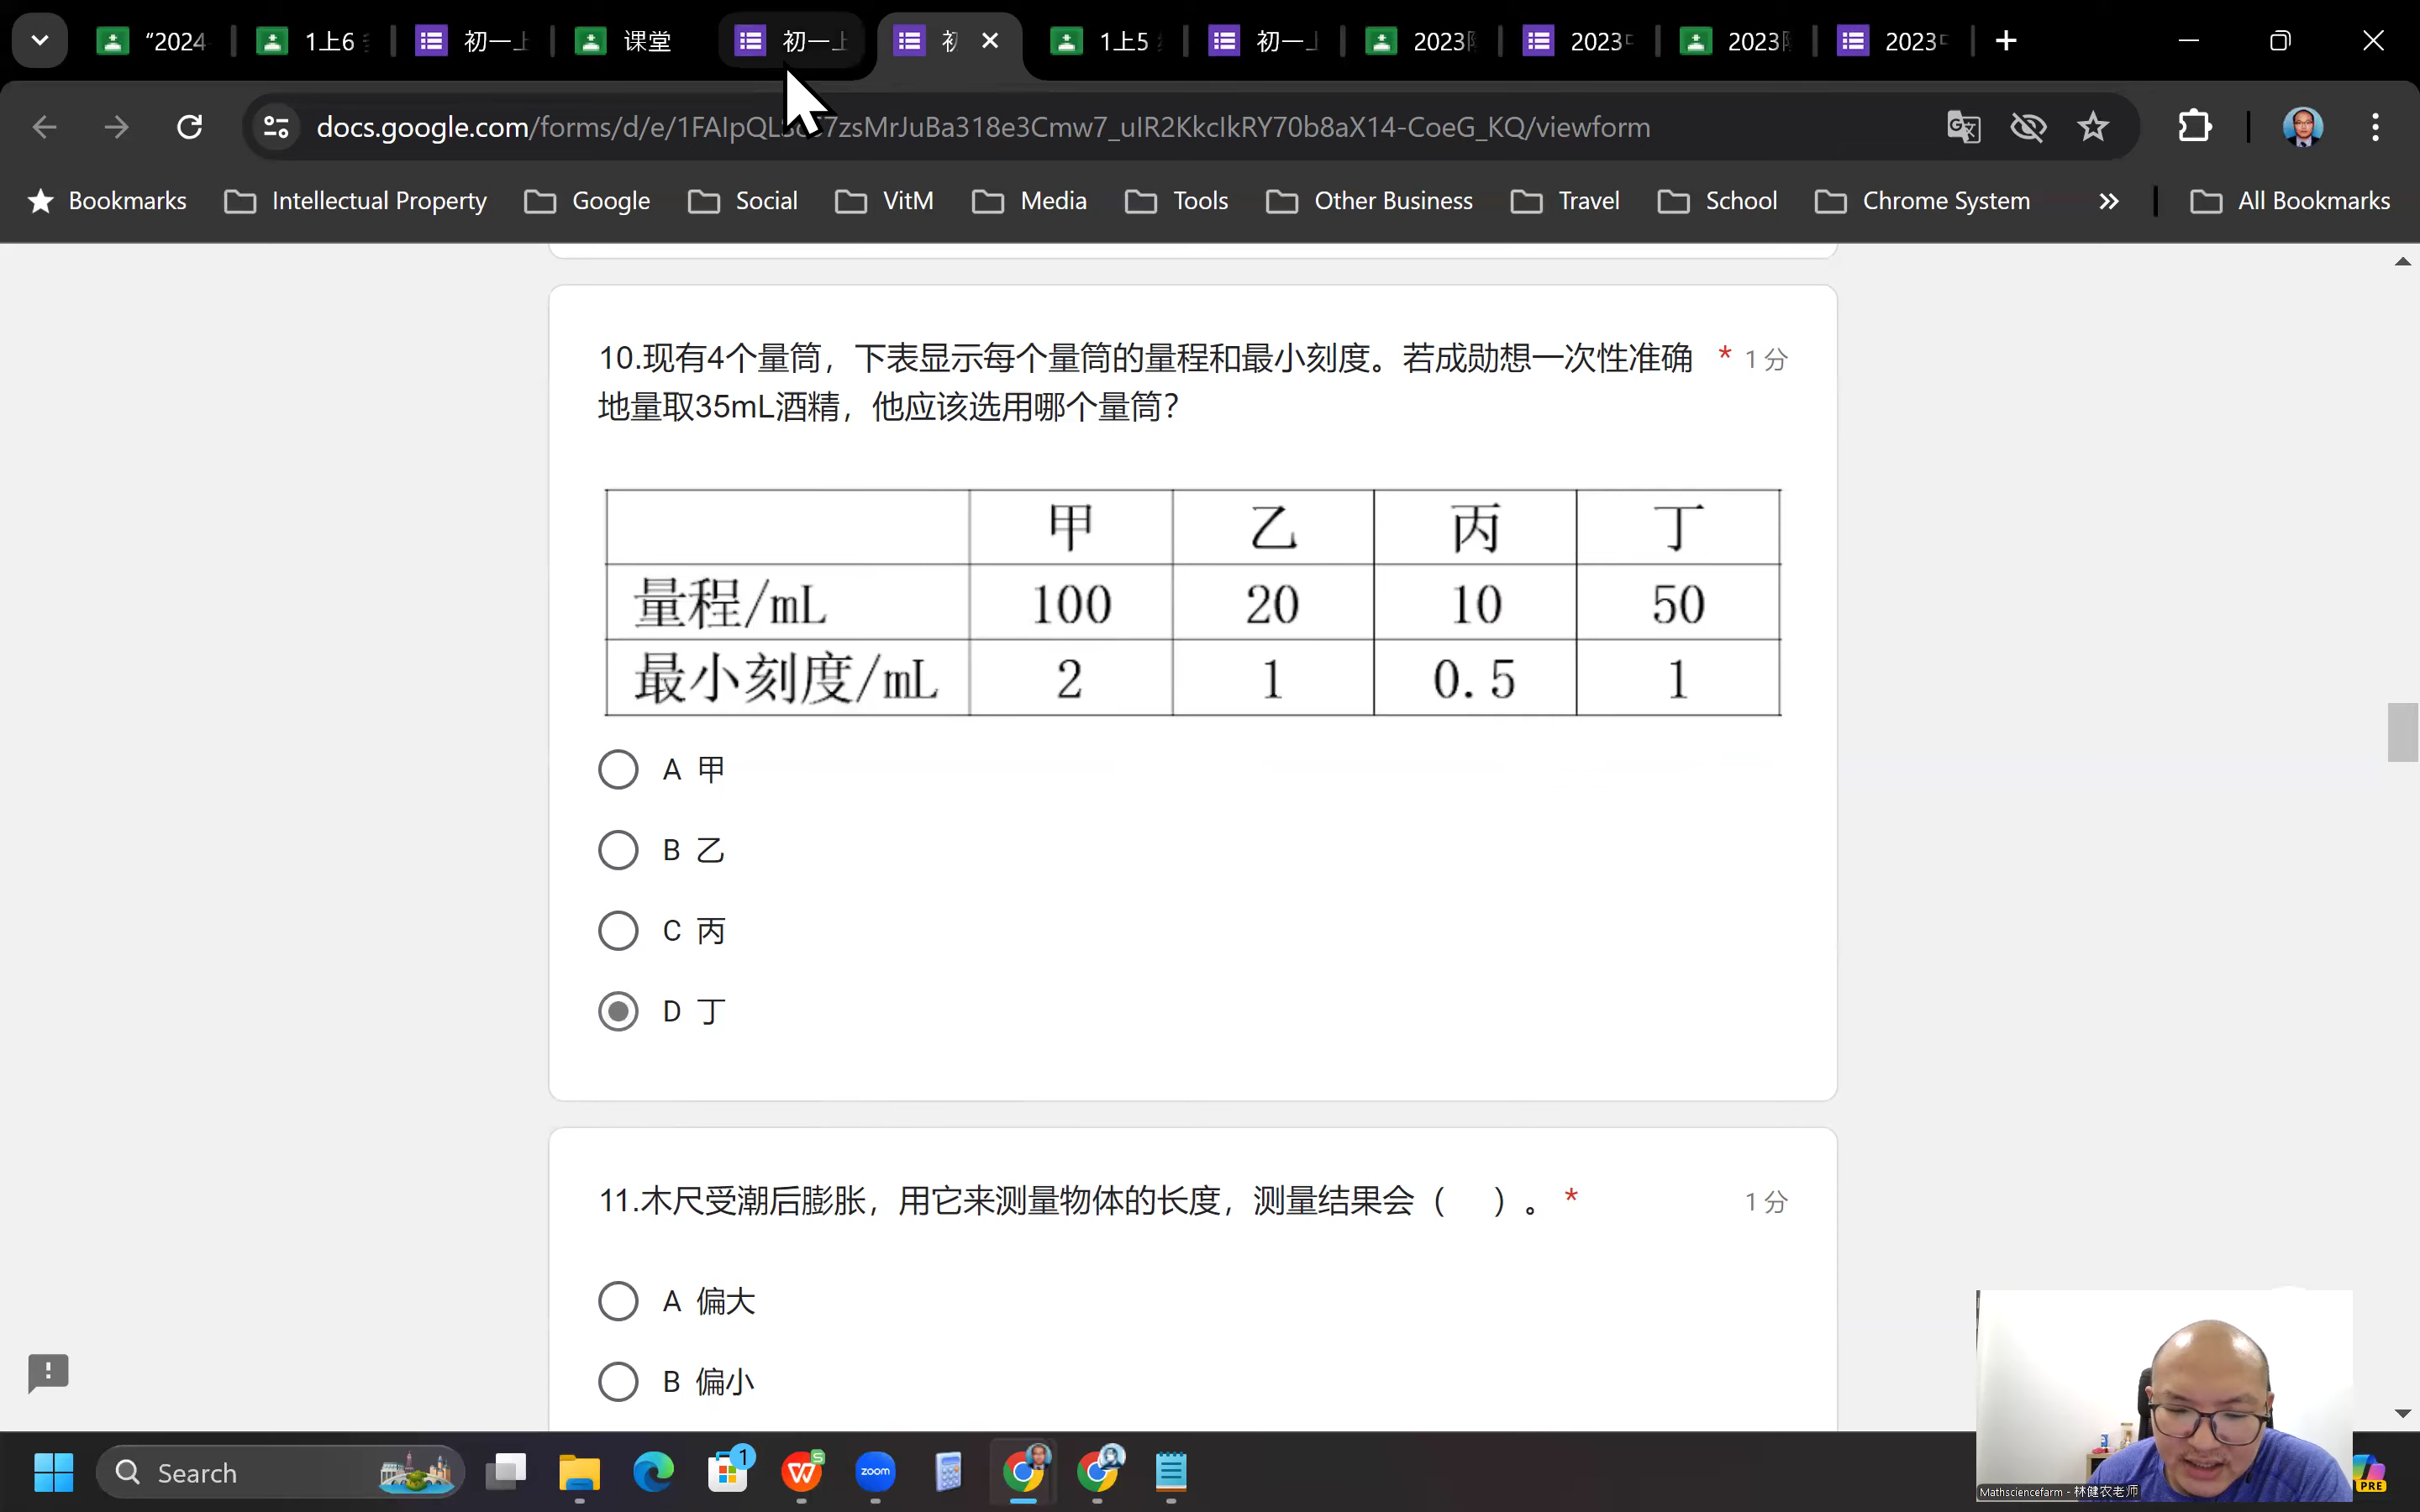 “2024
1上6
初一上
课堂
初一上
初
1上5
初一上
2023
2023
2023
2023
docs.google.com/forms/d/e/1FAIpQL
7zsMrJuBa318e3Cmw7_uIR2KkcIkRY70b8aX14-CoeG_KQ/viewform
Bookmarks
Intellectual Property
Google
Social
VitM
Media
Tools
Other Business
Travel
School
Chrome System
All Bookmarks
10.现有4个量筒，下表显示每个量筒的量程和最小刻度。若成勋想一次性准确 * 1 分
地量取35mL酒精，他应该选用哪个量筒？
甲 乙 丙 丁
量程/mL 100 20 10 50
最小刻度/mL 2 1 0.5 1
A 甲
B 乙
C 丙
D 丁
11.木尺受潮后膨胀，用它来测量物体的长度，测量结果会（ ）。 * 1 分
A 偏大
B 偏小
Search
1
zoom
PRE
Mathsciencefarm - 林健农老师